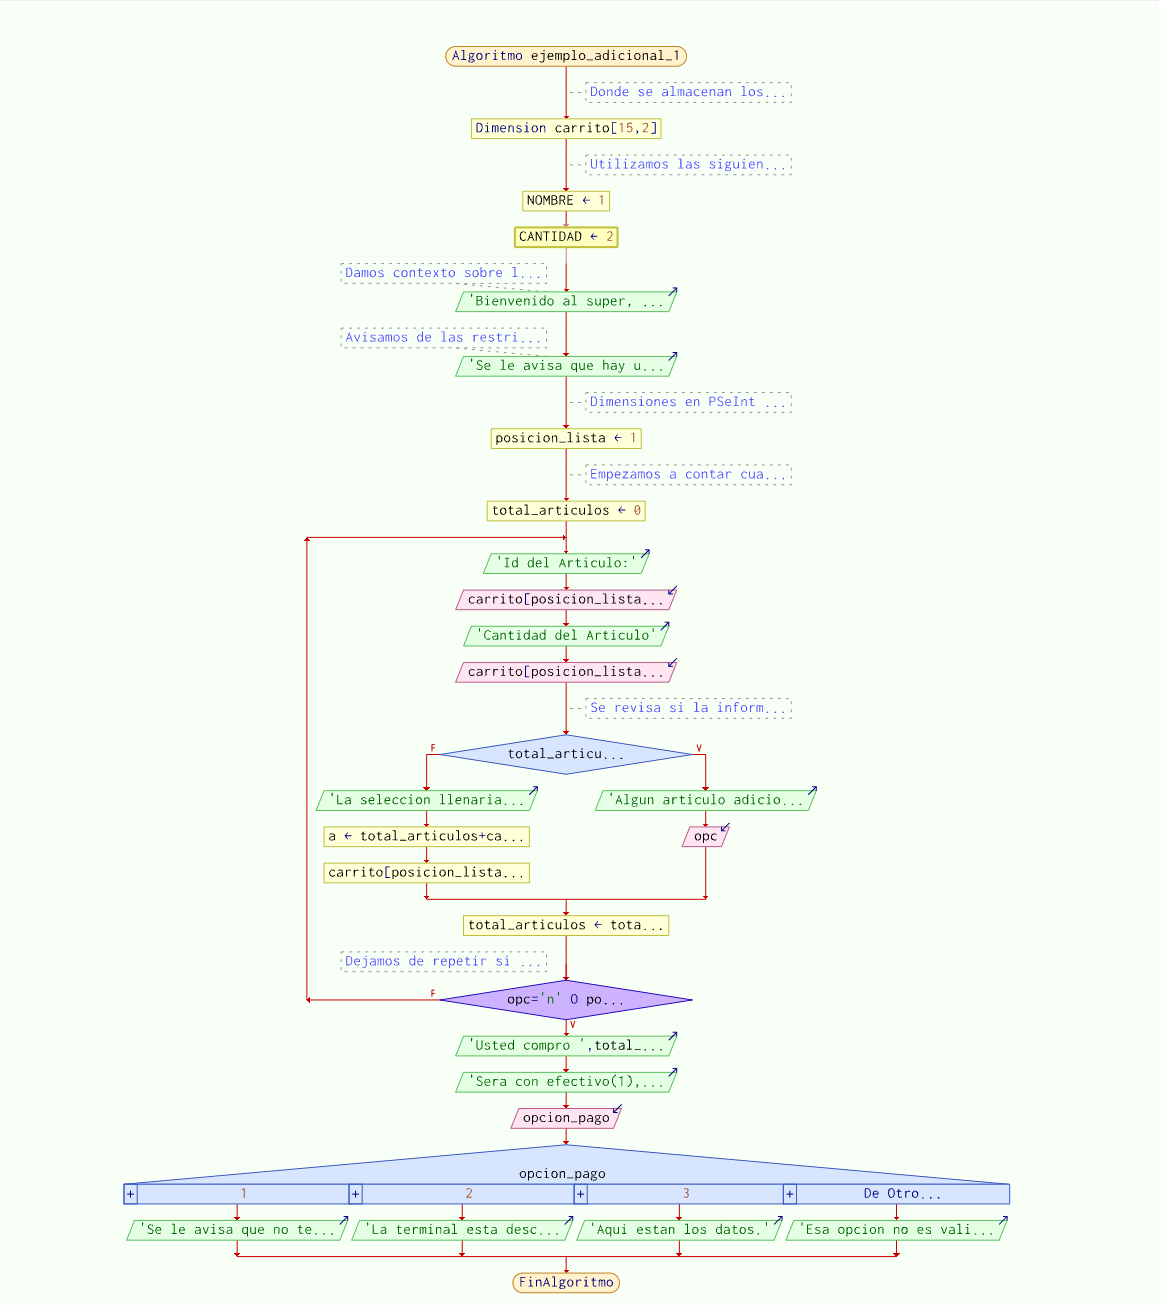 Algoritmo ejemplo_adicional_1
Donde se almacenan los...
Dimension carrito[15,2]
Utilizamos las siguien...
NOMBRE ← 1
CANTIDAD ← 2
Damos contexto sobre l...
'Bienvenido al super, ...
Avisamos de las restri...
'Se le avisa que hay u...
Dimensiones en PSeInt ...
posicion_lista ← 1
Empezamos a contar cua...
total_articulos ← 0
'Id del Articulo:'
carrito[posicion_lista...
'Cantidad del Articulo'
carrito[posicion_lista...
Se revisa si la inform...
F
V
total_articu...
'La seleccion llenaria...
'Algun articulo adicio...
a ← total_articulos+ca...
opc
carrito[posicion_lista...
total_articulos ← tota...
Dejamos de repetir si ...
F
opc='n' O po...
V
'Usted compro ',total_...
'Sera con efectivo(1),...
opcion_pago
opcion_pago
+ 1 + 2 + 3 + De Otro...
'Se le avisa que no te...
'La terminal esta desc...
'Aqui estan los datos.'
'Esa opcion no es vali...
FinAlgoritmo